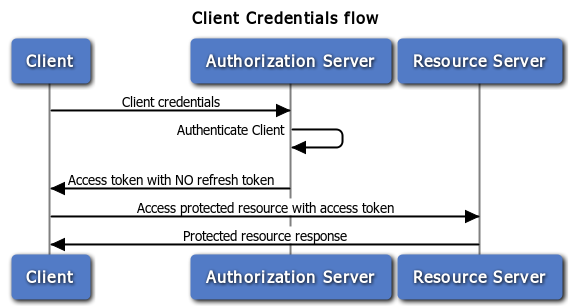 Client Credentials flow
Client
Authorization Server
Resource Server
Client credentials
Authenticate Client
Access token with NO refresh token
Access protected resource with access token
Protected resource response
Client
Authorization Server
Resource Server